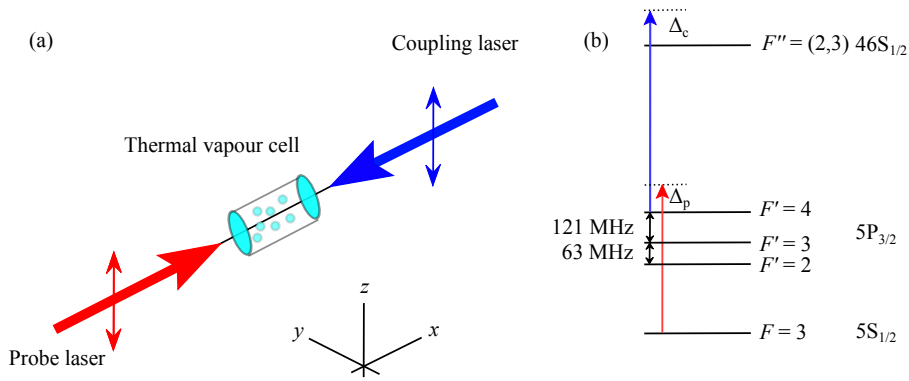 (a)
Coupling laser
Thermal vapour cell
Probe laser
z
y
x
(b)
Δc
F″ = (2,3) 46S1/2
Δp
F′ = 4
121 MHz
F′ = 3
5P3/2
63 MHz
F′ = 2
F = 3
5S1/2